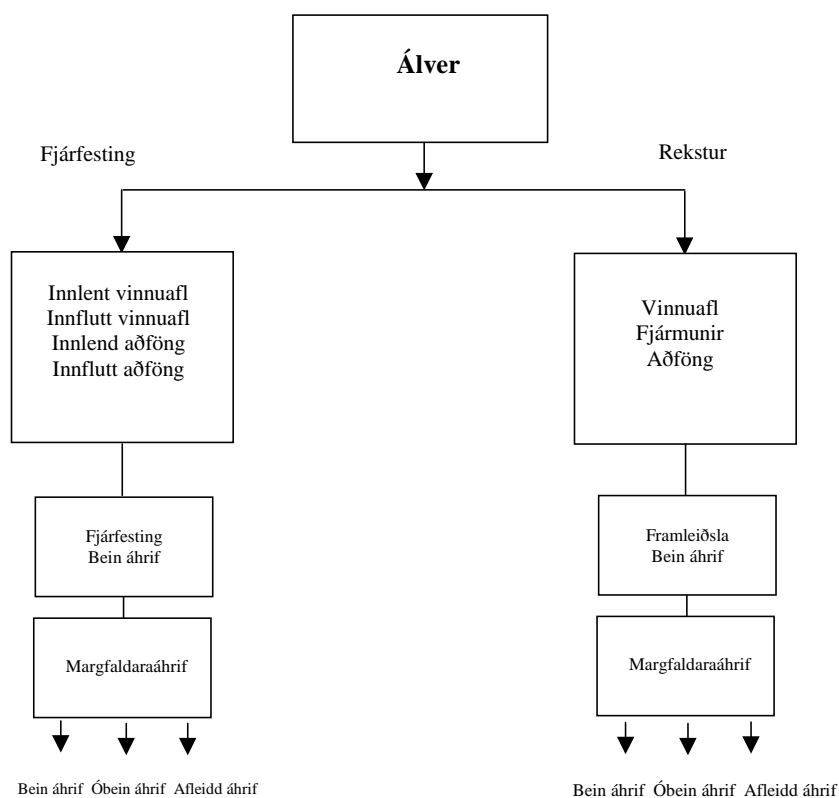 Álver
Fjárfesting
Rekstur
Innlent vinnuafl
Innflutt vinnuafl
Innlend aðföng
Innflutt aðföng
Vinnuafl
Fjármunir
Aðföng
Fjárfesting
Bein áhrif
Framleiðsla
Bein áhrif
Margfaldaraáhrif
Margfaldaraáhrif
Bein áhrif Óbein áhrif Afleidd áhrif
Bein áhrif Óbein áhrif Afleidd áhrif